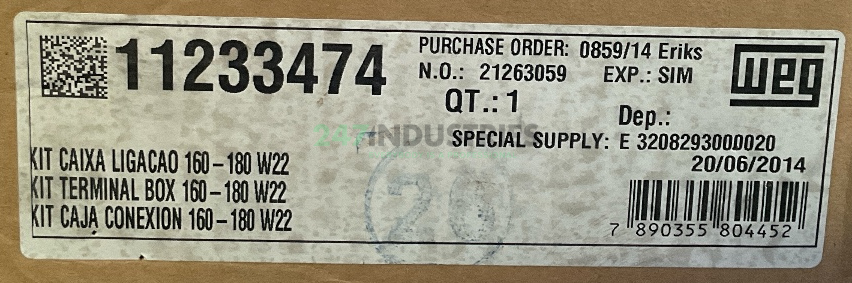 11233474
PURCHASE ORDER: 0859/14 Eriks
N.O.: 21263059 EXP.: SIM
QT.: 1
Dep.:
SPECIAL SUPPLY: E 3208293000020
20/06/2014
WEG
247INDUSTRIES
KIT CAIXA LIGACAO 160-180 W22
KIT TERMINAL BOX 160-180 W22
KIT CAJA CONEXION 160-180 W22
20
7 890355 804452